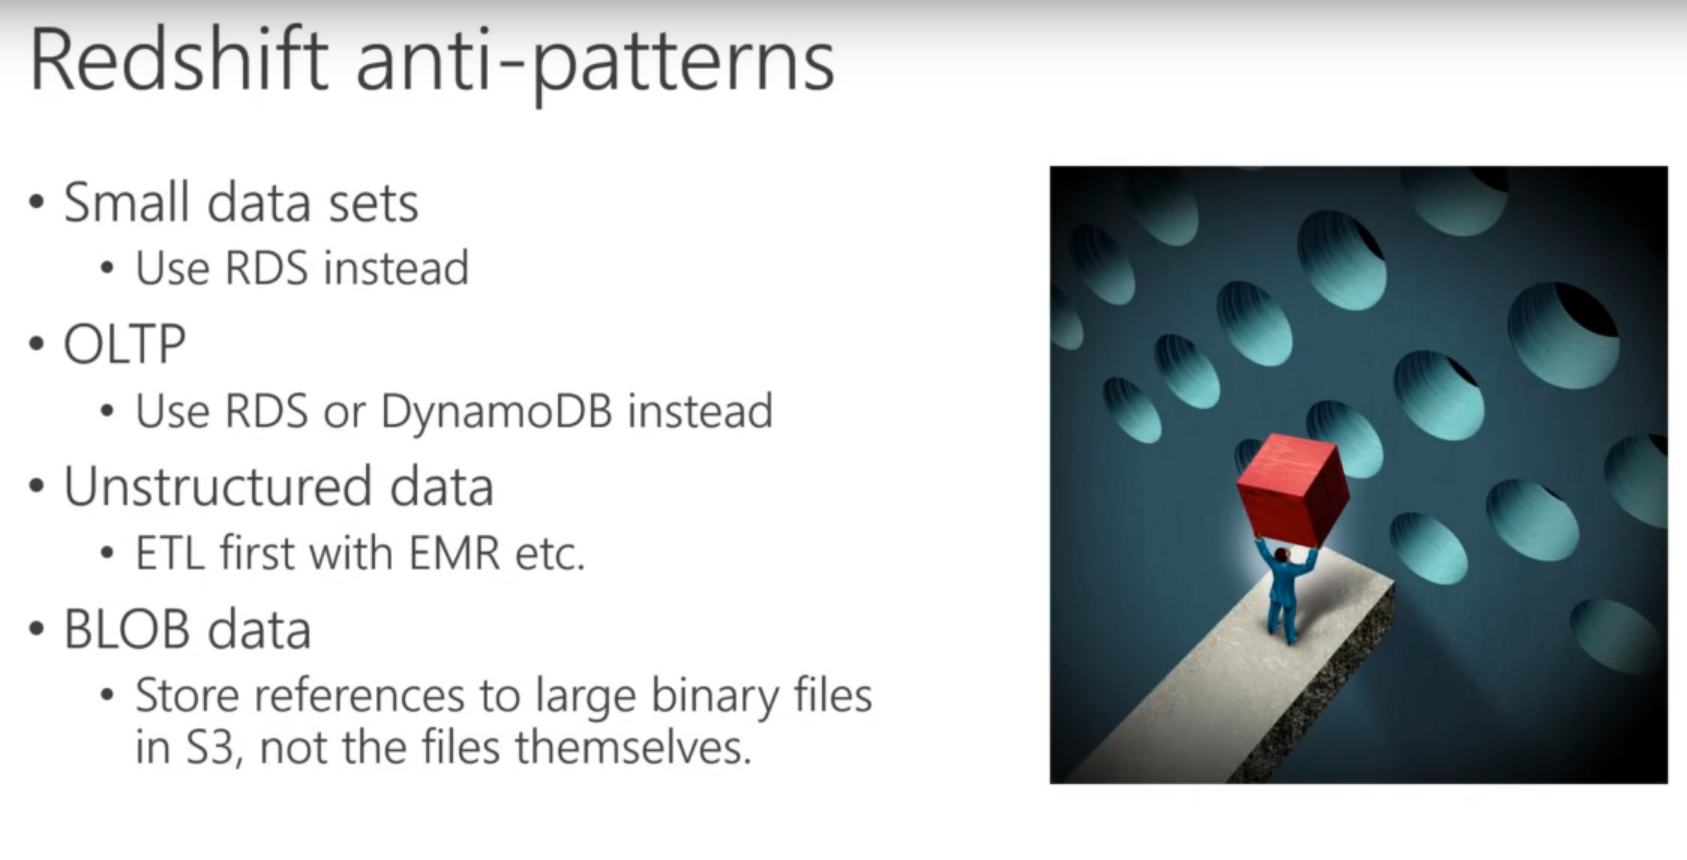 Redshift anti-patterns
• Small data sets
• Use RDS instead
• OLTP
• Use RDS or DynamoDB instead
• Unstructured data
• ETL first with EMR etc.
• BLOB data
• Store references to large binary files
in S3, not the files themselves.